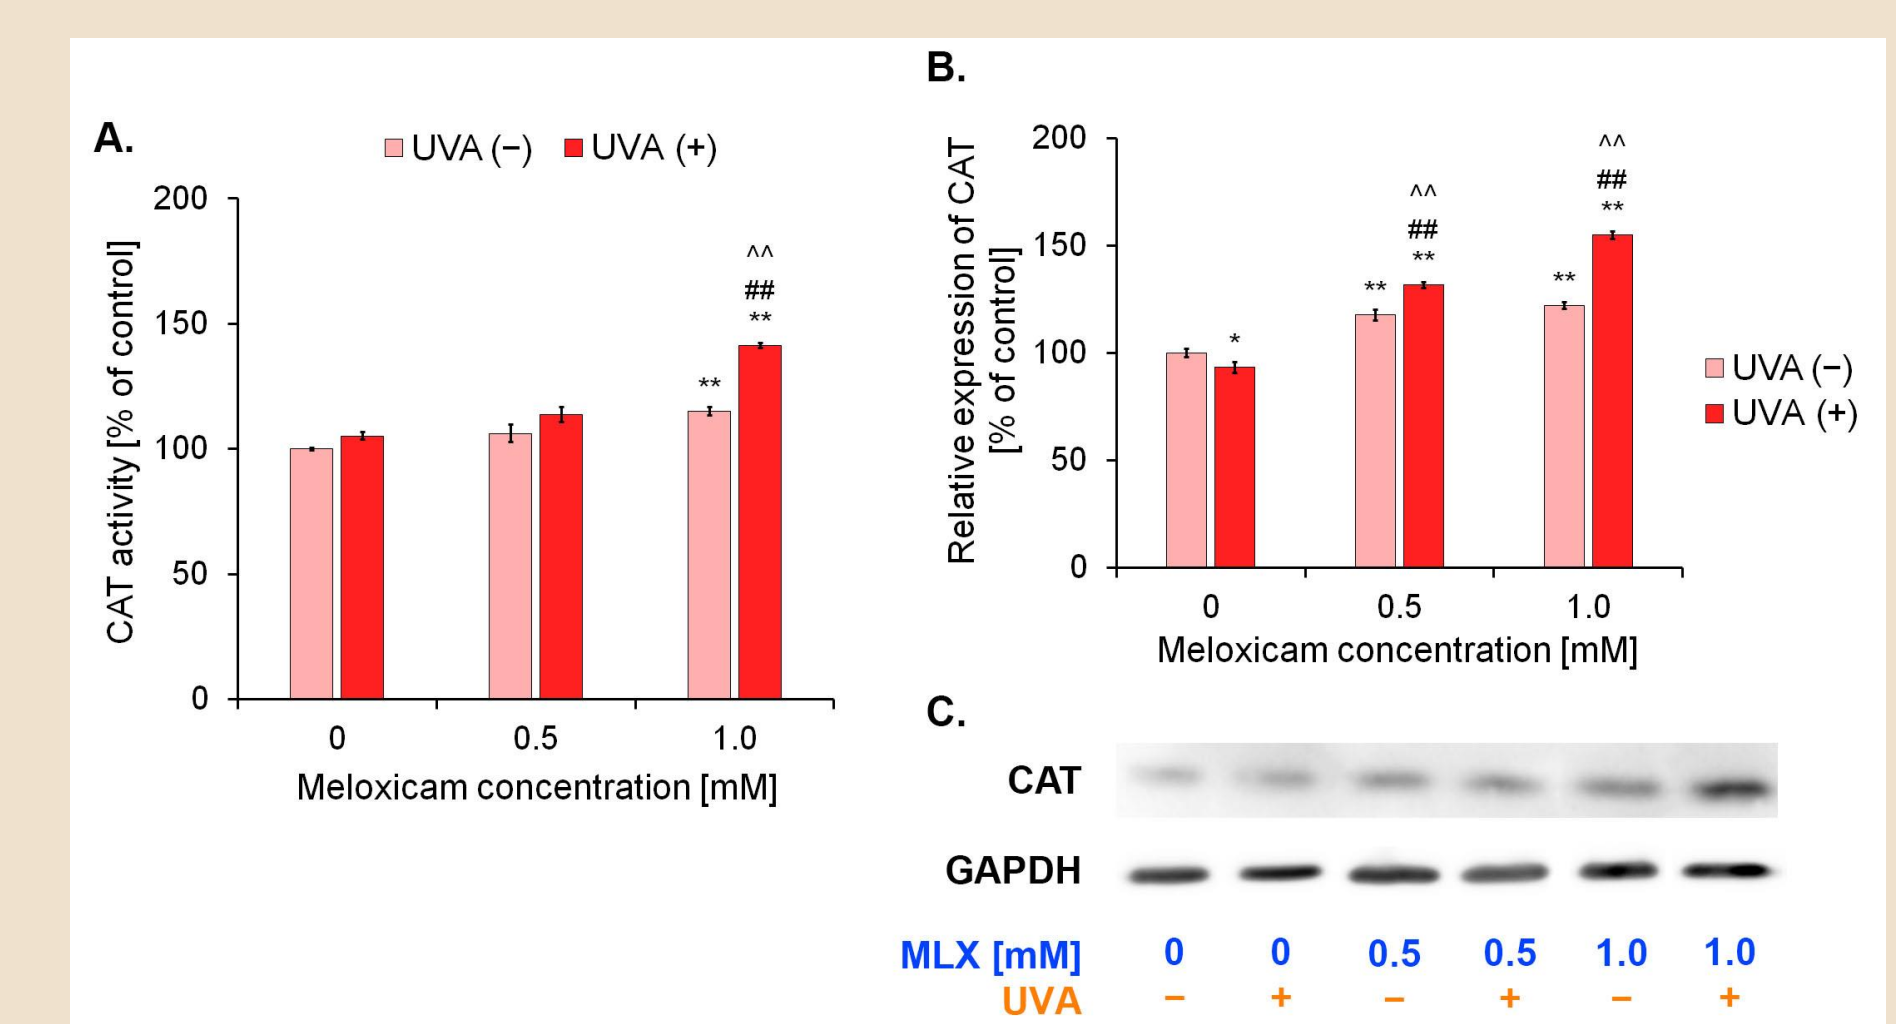 A.
UVA (−) UVA (+)
CAT activity [% of control]
200
150
100
50
0
^^
##
**
**
0 0.5 1.0
Meloxicam concentration [mM]
B.
Relative expression of CAT
[% of control]
200
150
100
50
0
*
**
^^
##
**
**
^^
##
**
UVA (−)
UVA (+)
0 0.5 1.0
Meloxicam concentration [mM]
C.
CAT
GAPDH
MLX [mM] 0 0 0.5 0.5 1.0 1.0
UVA − + − + − +